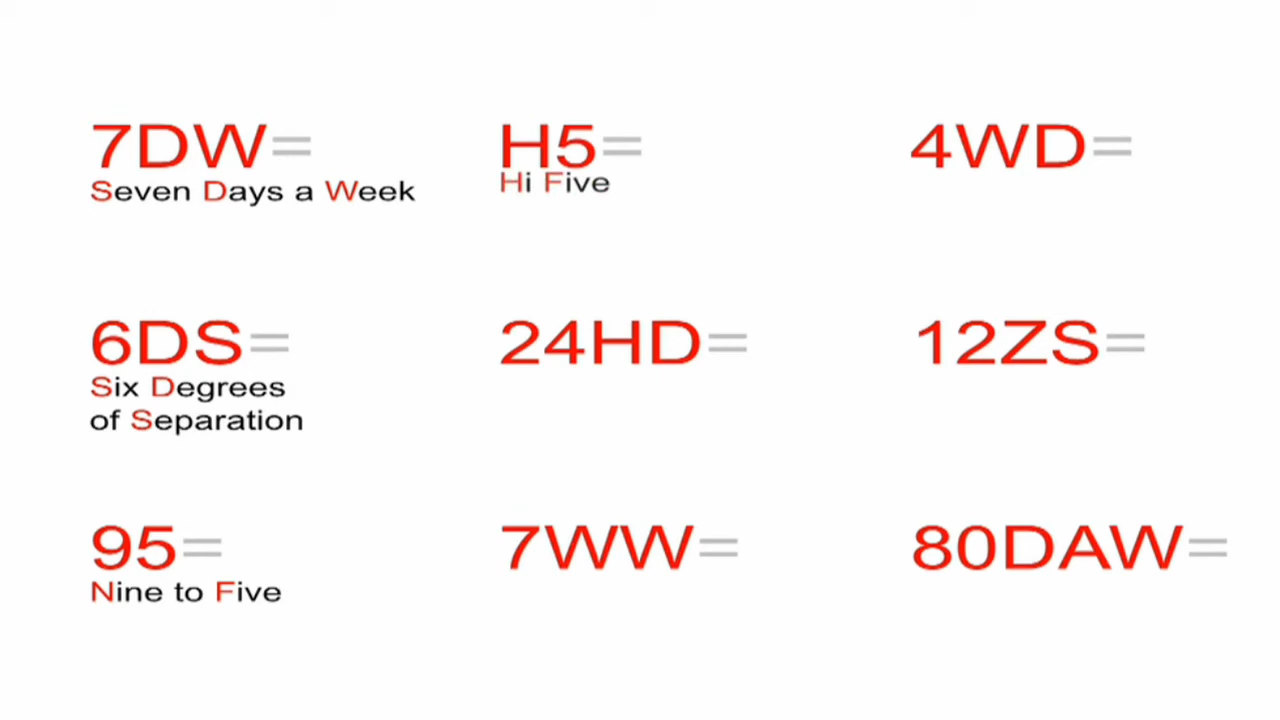 7DW=
Seven Days a Week
H5=
Hi Five
4WD=
6DS=
Six Degrees
of Separation
24HD=
12ZS=
95=
Nine to Five
7WW=
80DAW=